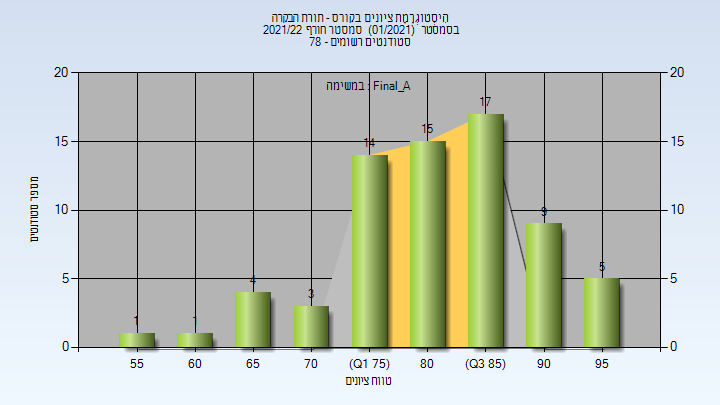 היסטוגרמת ציונים בקורס - תורת הבקרה
בסמסטר (01/2021) סמסטר חורף 2021/22
סטודנטים רשומים - 78
במשימה : Final_A
20 20
15 15
10 10
5 5
0 0
מספר סטודנטים
1 1 4 3 14 15 17 9 5
55 60 65 70 (Q1 75) 80 (Q3 85) 90 95
טווח ציונים